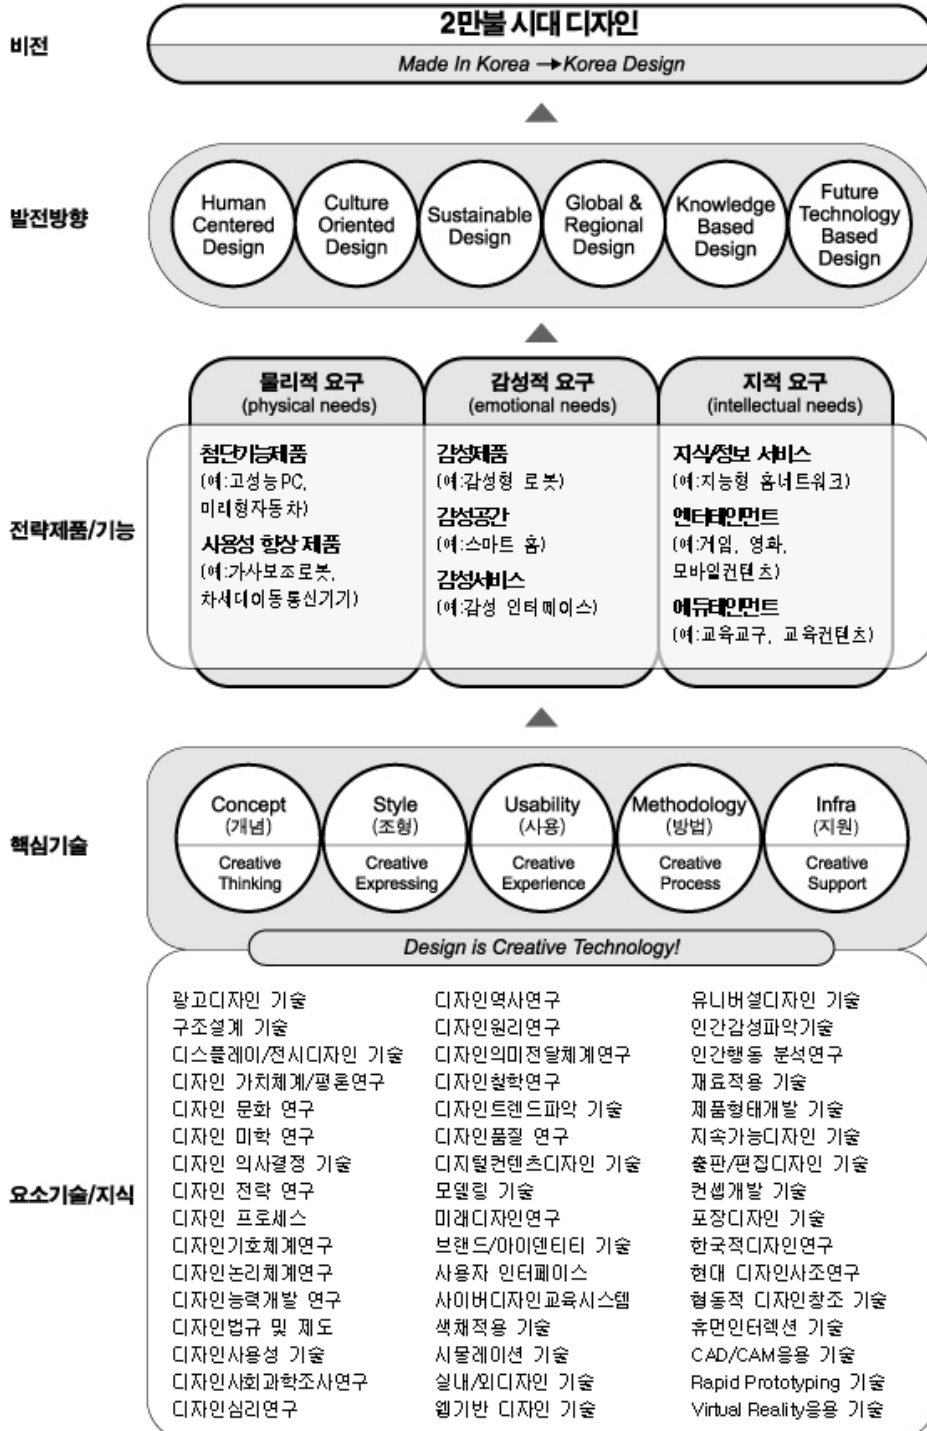 비전
2만불 시대 디자인
Made In Korea →Korea Design
발전방향
Human
Centered
Design
Culture
Oriented
Design
Sustainable
Design
Global &
Regional
Design
Knowledge
Based
Design
Future
Technology
Based
Design
전략제품/기능
물리적 요구
(physical needs)
첨단기능제품
(예:고성능PC,
미래형자동차)
사용성 향상 제품
(예:가사보조로봇,
차세대이동통신기기)
감성적 요구
(emotional needs)
감성제품
(예:감성형 로봇)
감성공간
(예:스마트 홈)
감성서비스
(예:감성 인터페이스)
지적 요구
(intellectual needs)
지식/정보 서비스
(예:지능형 홈네트워크)
엔터테인먼트
(예:게임, 영화,
모바일컨텐츠)
에듀테인먼트
(예:교육교구, 교육컨텐츠)
핵심기술
Concept
(개념)
Creative
Thinking
Style
(조형)
Creative
Expressing
Usability
(사용)
Creative
Experience
Methodology
(방법)
Creative
Process
Infra
(지원)
Creative
Support
Design is Creative Technology!
요소기술/지식
광고디자인 기술
구조설계 기술
디스플레이/전시디자인 기술
디자인 가치체계/평론연구
디자인 문화 연구
디자인 미학 연구
디자인 의사결정 기술
디자인 전략 연구
디자인 프로세스
디자인기호체계연구
디자인논리체계연구
디자인능력개발 연구
디자인법규 및 제도
디자인사용성 기술
디자인사회과학조사연구
디자인심리연구
디자인역사연구
디자인원리연구
디자인의미전달체계연구
디자인철학연구
디자인트렌드파악 기술
디자인품질 연구
디지털컨텐츠디자인 기술
모델링 기술
미래디자인연구
브랜드/아이덴티티 기술
사용자 인터페이스
사이버디자인교육시스템
색채적용 기술
시뮬레이션 기술
실내/외디자인 기술
웹기반 디자인 기술
유니버설디자인 기술
인간감성파악기술
인간행동 분석연구
재료적용 기술
제품형태개발 기술
지속가능디자인 기술
출판/편집디자인 기술
컨셉개발 기술
포장디자인 기술
한국적디자인연구
현대 디자인사조연구
협동적 디자인창조 기술
휴먼인터렉션 기술
CAD/CAM응용 기술
Rapid Prototyping 기술
Virtual Reality응용 기술